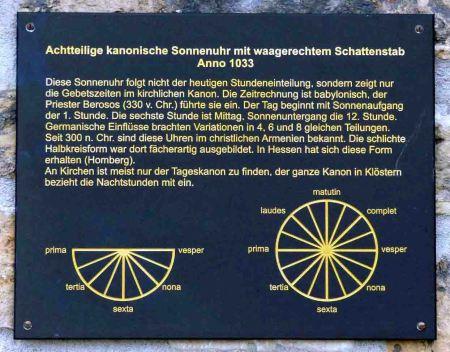 Achtteilige kanonische Sonnenuhr mit waagerechtem Schattenstab
Anno 1033
Diese Sonnenuhr folgt nicht der heutigen Stundeneinteilung, sondern zeigt nur
die Gebetszeiten im kirchlichen Kanon. Die Zeitrechnung ist babylonisch, der
Priester Berosos (330 v. Chr.) führte sie ein. Der Tag beginnt mit Sonnenaufgang
der 1. Stunde. Die sechste Stunde ist Mittag, Sonnenuntergang die 12. Stunde.
Germanische Einflüsse brachten Variationen in 4, 6 und 8 gleichen Teilungen.
Seit 300 n. Chr. sind diese Uhren im christlichen Armenien bekannt. Die schlichte
Halbkreisform war dort fächerartig ausgebildet. In Hessen hat sich diese Form
erhalten (Homberg).
An Kirchen ist meist nur der Tageskanon zu finden, der ganze Kanon in Klöstern
bezieht die Nachtstunden mit ein.
prima
vesper
tertia
nona
sexta
matutin
laudes
complet
prima
vesper
tertia
nona
sexta